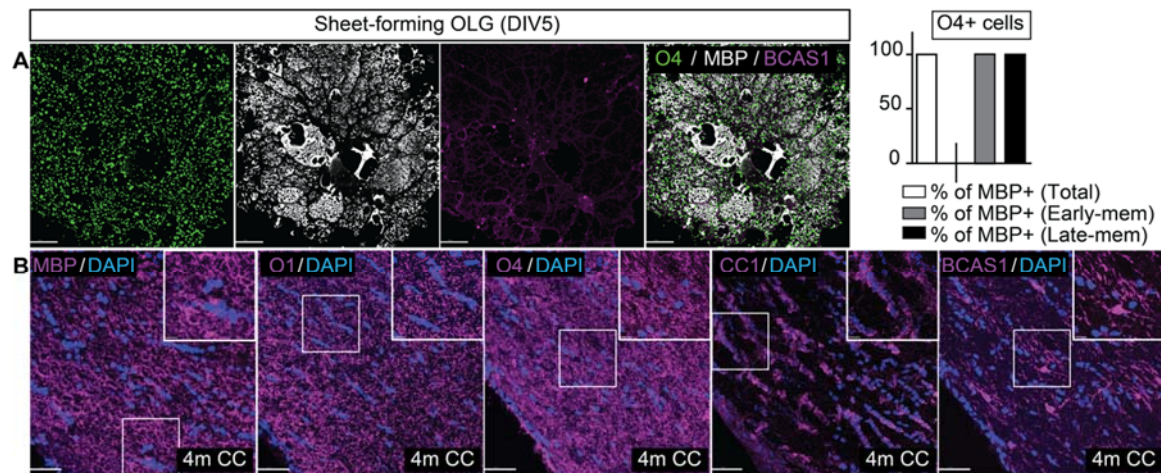 Sheet-forming OLG (DIV5)
O4+ cells
A
O4 / MBP / BCAS1
100
50
0
% of MBP+ (Total)
% of MBP+ (Early-mem)
% of MBP+ (Late-mem)
B
MBP/DAPI
O1/DAPI
O4/DAPI
CC1/DAPI
BCAS1/DAPI
4m CC
4m CC
4m CC
4m CC
4m CC